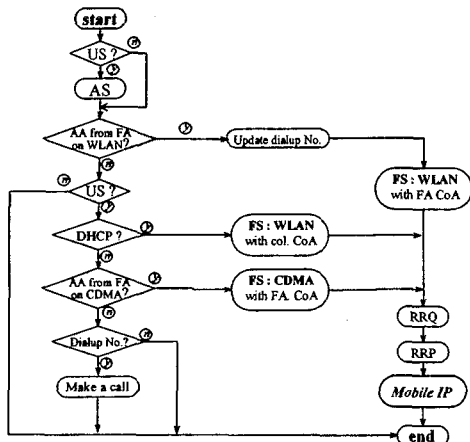 start
n
US ?
y
AS
AA from FA
on WLAN?
y
Update dialup No.
n
FS : WLAN
with FA CoA
n
US ?
y
DHCP ?
y
FS : WLAN
with col. CoA
n
AA from FA
on CDMA?
y
FS : CDMA
with FA. CoA
n
RRQ
Dialup No.?
n
y
RRP
Make a call
Mobile IP
end